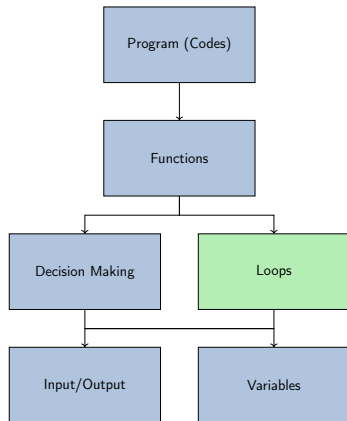 Program (Codes)
Functions
Decision Making
Loops
Input/Output
Variables